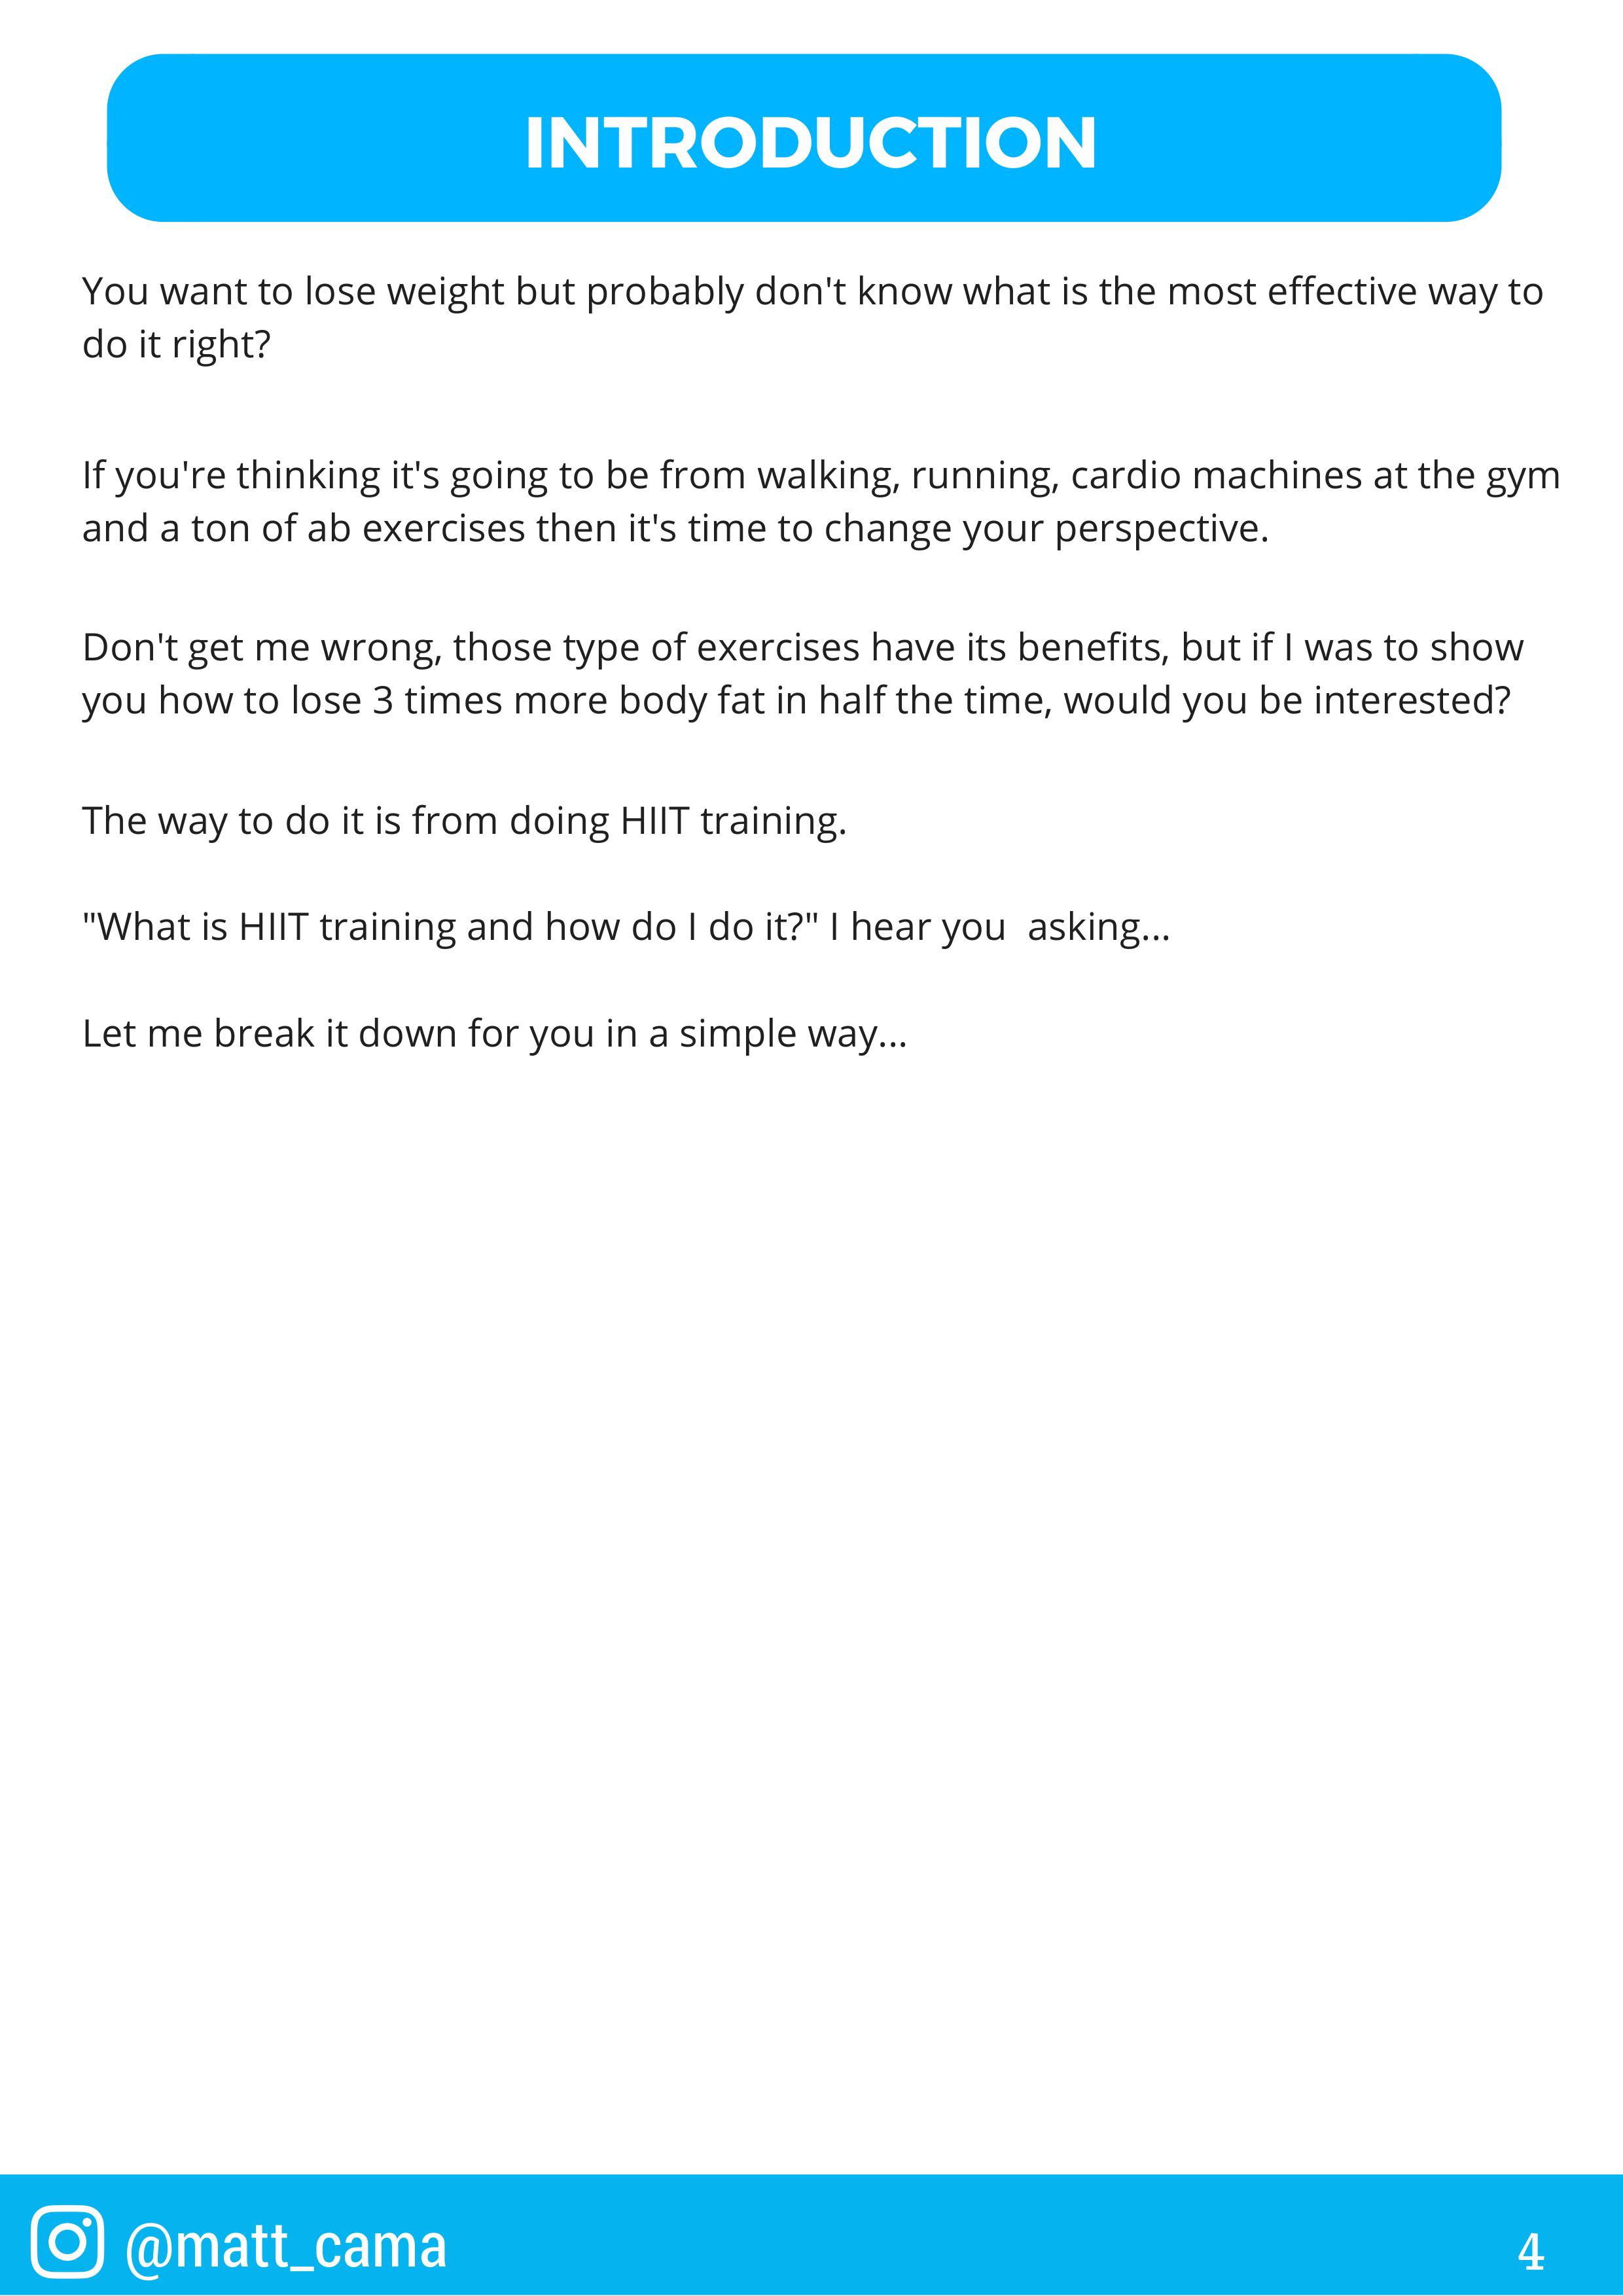 INTRODUCTION
You want to lose weight but probably don't know what is the most effective way to
do it right?
If you're thinking it's going to be from walking, running, cardio machines at the gym
and a ton of ab exercises then it's time to change your perspective.
Don't get me wrong, those type of exercises have its benefits, but if I was to show
you how to lose 3 times more body fat in half the time, would you be interested?
The way to do it is from doing HIIT training.
"What is HIIT training and how do I do it?" I hear you  asking...
Let me break it down for you in a simple way...
@matt_cama
4